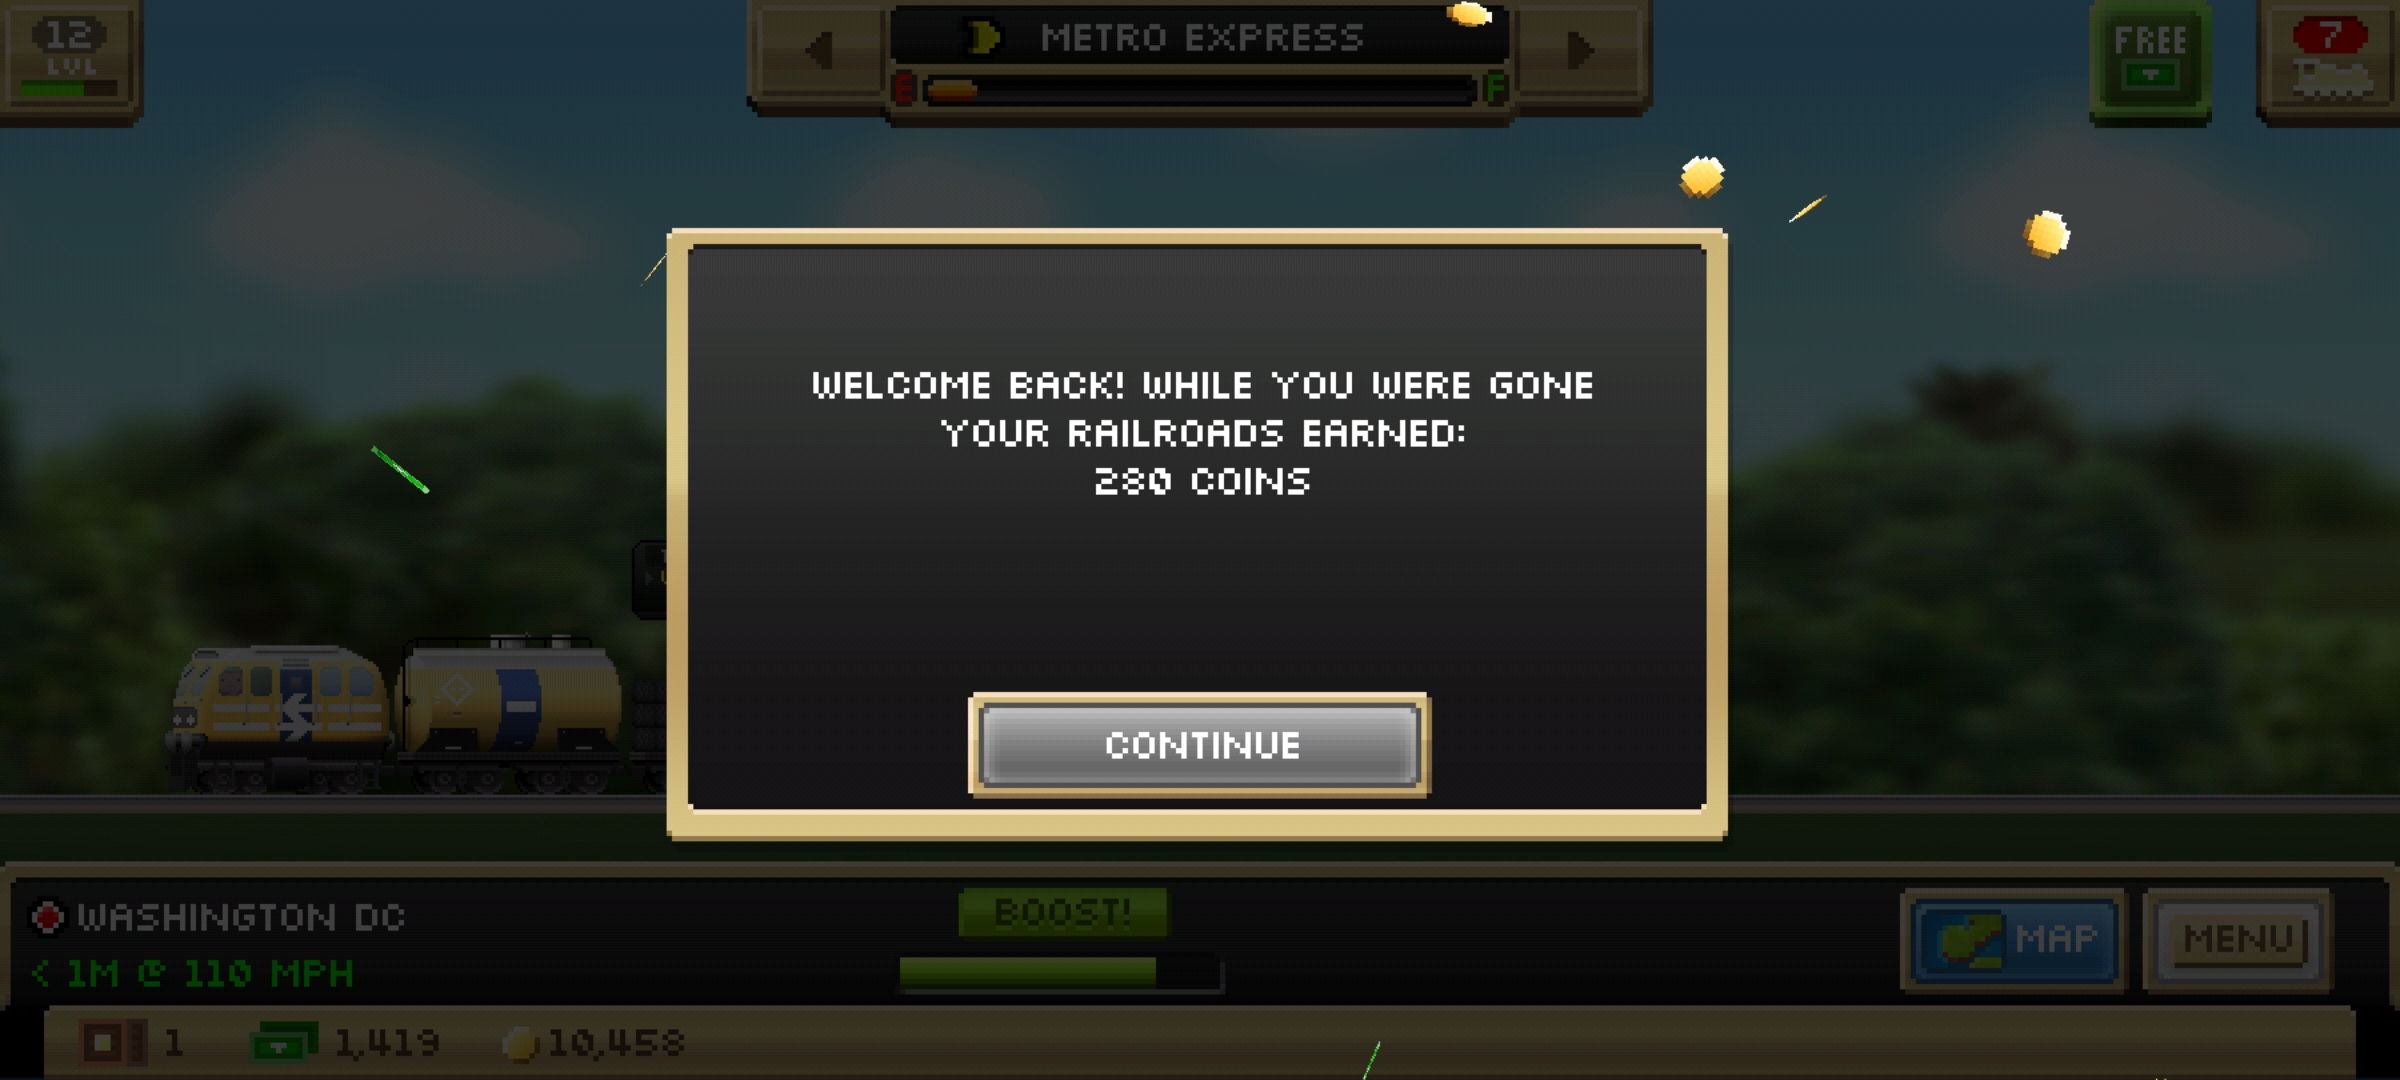 12
LVL
METRO EXPRESS
E F
FREE
7
WELCOME BACK! WHILE YOU WERE GONE
YOUR RAILROADS EARNED:
280 COINS
CONTINUE
WASHINGTON DC
< 1M @ 110 MPH
BOOST!
MAP
MENU
1 1,419 10,458